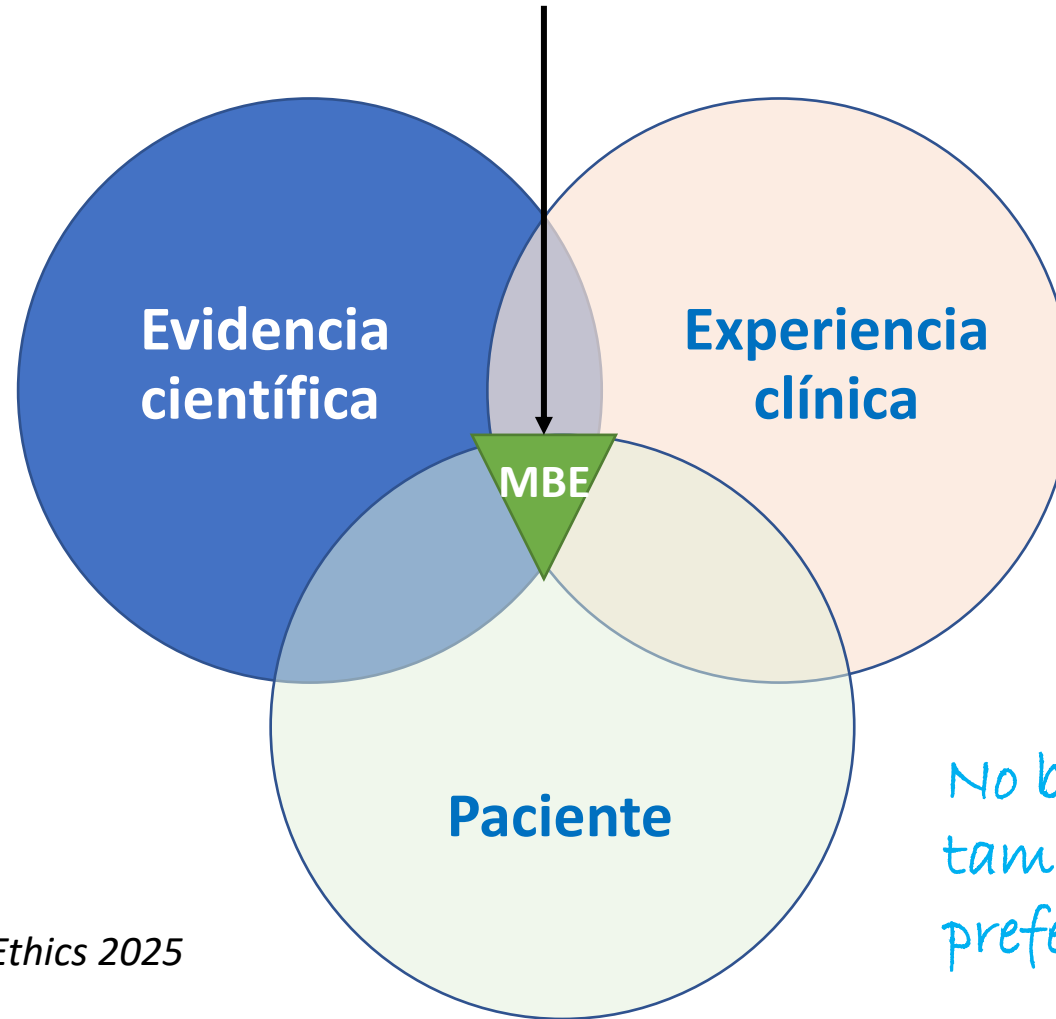 Evidencia
científica
Experiencia
clínica
MBE
Paciente
No
tam
prefe
Ethics 2025